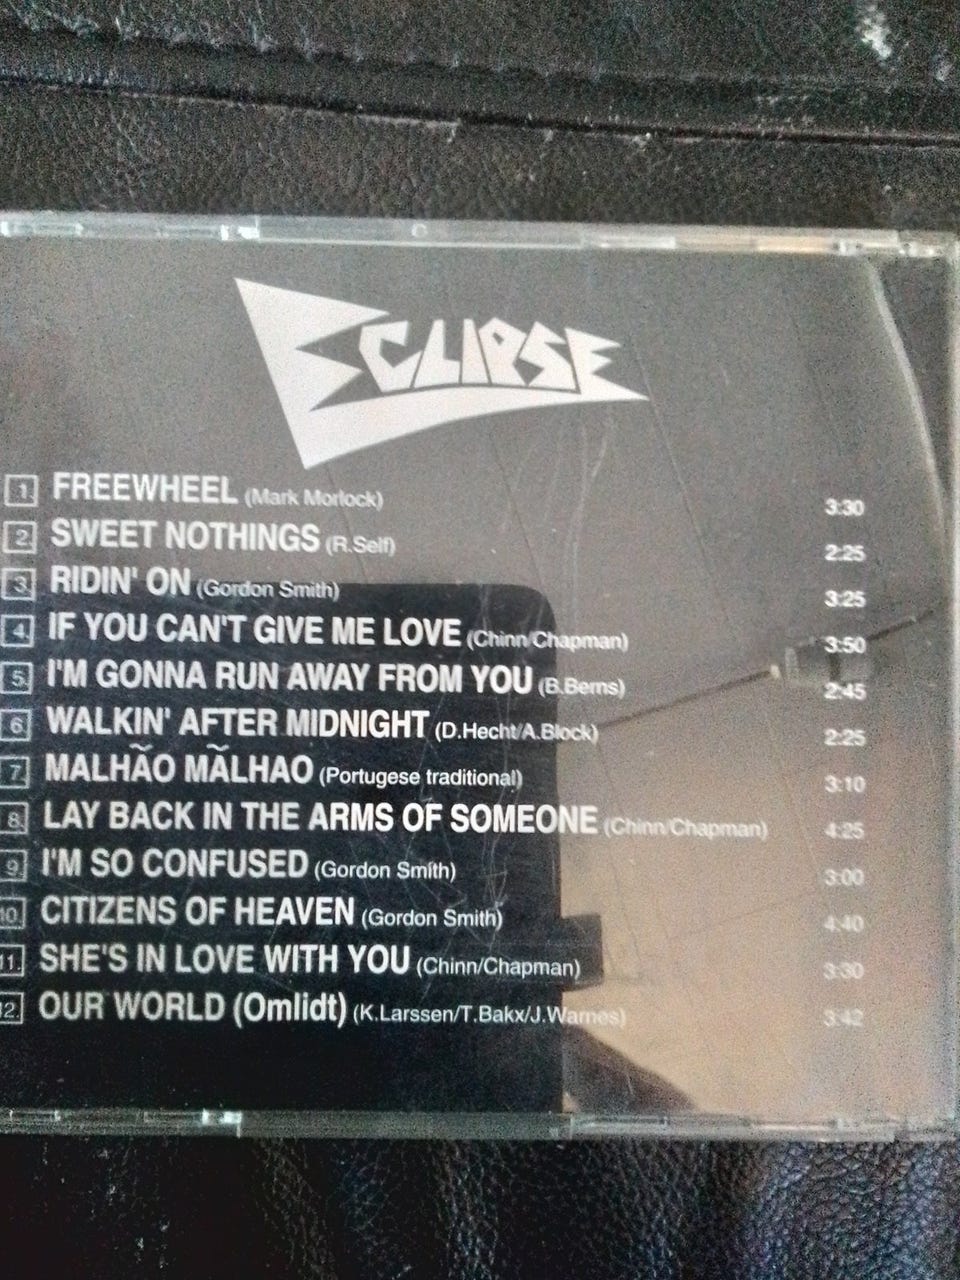 ECLIPSE
1. FREEWHEEL (Mark Morlock) 3:30
2. SWEET NOTHINGS (R.Self) 2:25
3. RIDIN' ON (Gordon Smith) 3:25
4. IF YOU CAN'T GIVE ME LOVE (Chinn/Chapman) 3:50
5. I'M GONNA RUN AWAY FROM YOU (B.Berns) 2:45
6. WALKIN' AFTER MIDNIGHT (D.Hecht/A.Block) 2:25
7. MALHÃO MÃLHAO (Portugese traditional) 3:10
8. LAY BACK IN THE ARMS OF SOMEONE (Chinn/Chapman) 4:25
9. I'M SO CONFUSED (Gordon Smith) 3:00
10. CITIZENS OF HEAVEN (Gordon Smith) 4:40
11. SHE'S IN LOVE WITH YOU (Chinn/Chapman) 3:30
12. OUR WORLD (Omlidt) (K.Larssen/T.Bakx/J.Warnes) 3:42